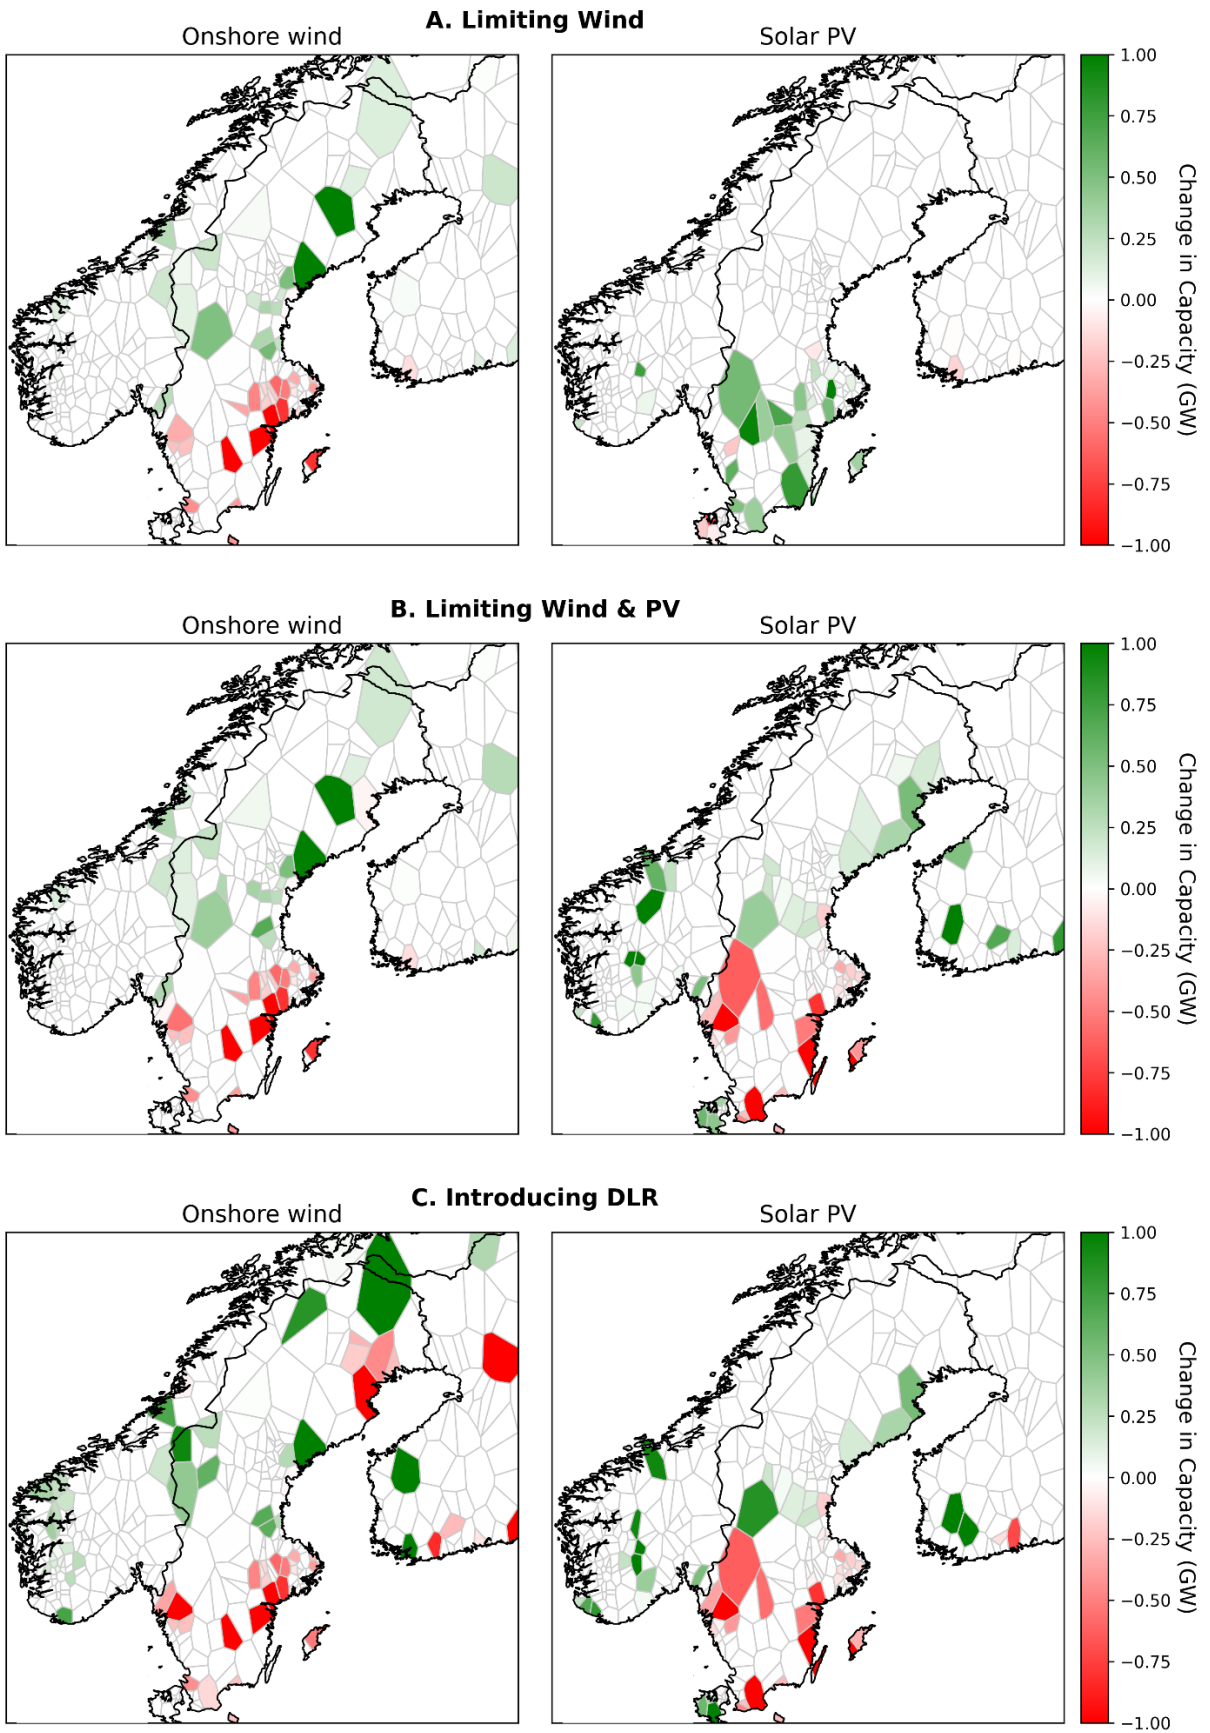 A. Limiting Wind
Onshore wind
Solar PV
1.00
0.75
0.50
0.25
0.00
−0.25
−0.50
−0.75
−1.00
Change in Capacity (GW)
B. Limiting Wind & PV
Onshore wind
Solar PV
1.00
0.75
0.50
0.25
0.00
−0.25
−0.50
−0.75
−1.00
Change in Capacity (GW)
C. Introducing DLR
Onshore wind
Solar PV
1.00
0.75
0.50
0.25
0.00
−0.25
−0.50
−0.75
−1.00
Change in Capacity (GW)